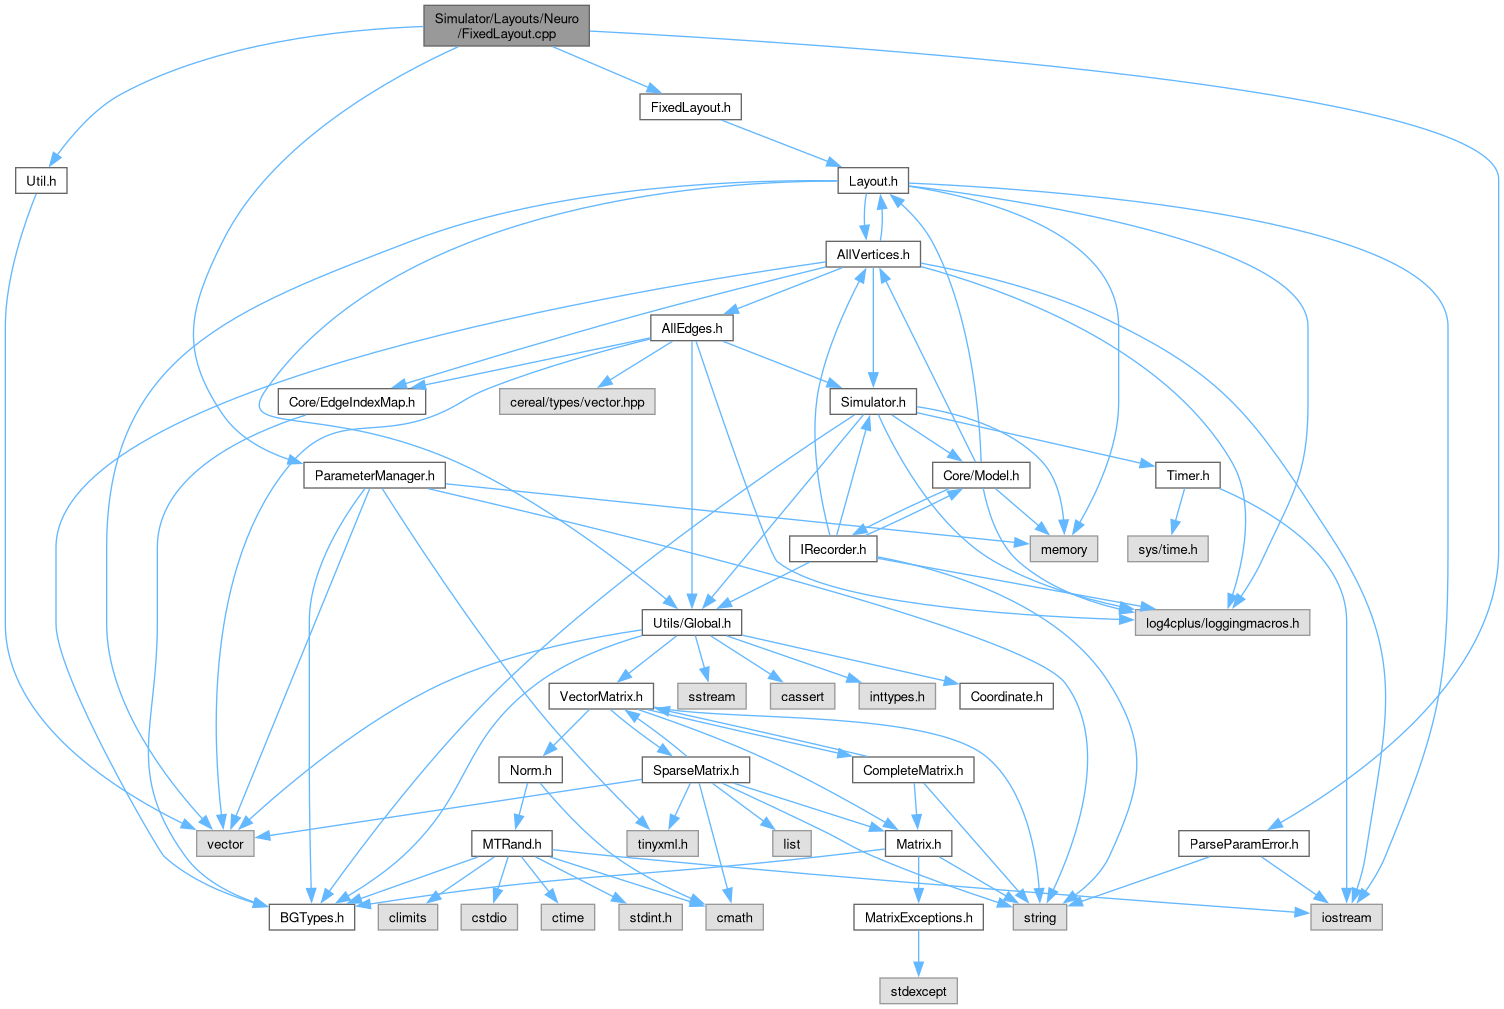 Simulator/Layouts/Neuro
/FixedLayout.cpp
FixedLayout.h
Util.h
Layout.h
AllVertices.h
AllEdges.h
Core/EdgeIndexMap.h
cereal/types/vector.hpp
Simulator.h
ParameterManager.h
Core/Model.h
Timer.h
IRecorder.h
memory
sys/time.h
Utils/Global.h
log4cplus/loggingmacros.h
VectorMatrix.h
sstream
cassert
inttypes.h
Coordinate.h
Norm.h
SparseMatrix.h
CompleteMatrix.h
vector
MTRand.h
tinyxml.h
list
Matrix.h
ParseParamError.h
BGTypes.h
climits
cstdio
ctime
stdint.h
cmath
MatrixExceptions.h
string
iostream
stdexcept